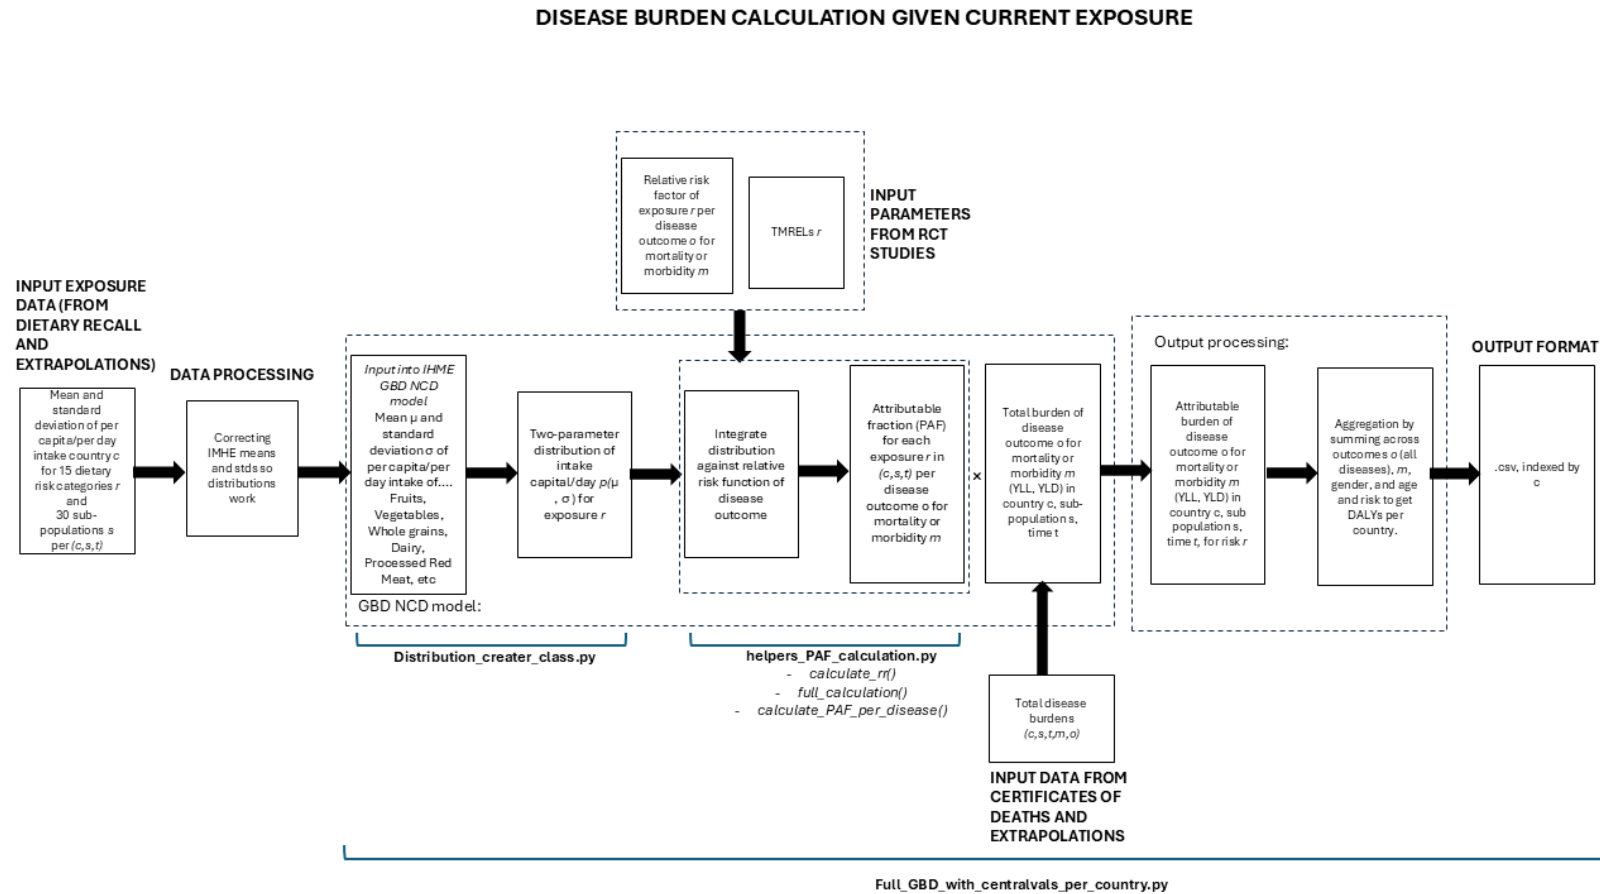 DISEASE BURDEN CALCULATION GIVEN CURRENT EXPOSURE
Relative risk
factor of
exposure r per
disease
outcome o for
mortality or
morbidity m
TMRELs r
INPUT
PARAMETERS
FROM RCT
STUDIES
INPUT EXPOSURE
DATA (FROM
DIETARY RECALL
AND
EXTRAPOLATIONS)
Mean and
standard
deviation of per
capita/per day
intake country c
for 15 dietary
risk categories r
and
30 sub-
populations s
per (c,s,t)
DATA PROCESSING
Correcting
IMHE means
and stds so
distributions
work
Input into IHME
GBD NCD
model
Mean μ and
standard
deviation σ of
per capita/per
day intake of....
Fruits,
Vegetables,
Whole grains,
Dairy,
Processed Red
Meat, etc
GBD NCD model:
Two-parameter
distribution of
intake
capital/day p(μ
, σ) for
exposure r
Integrate
distribution
against relative
risk function of
disease
outcome
Attributable
fraction (PAF)
for each
exposure r in
(c,s,t) per
disease
outcome o for
mortality or
morbidity m
×
Total burden of
disease
outcome o for
mortality or
morbidity m
(YLL, YLD) in
country c, sub-
population s,
time t
Output processing:
Attributable
burden of
disease
outcome o for
mortality or
morbidity m
(YLL, YLD) in
country c, sub
population s,
time t, for risk r
Aggregation by
summing across
outcomes o (all
diseases), m,
gender, and age
and risk to get
DALYs per
country.
OUTPUT FORMAT
.csv, indexed by
c
Distribution_creater_class.py
helpers_PAF_calculation.py
- calculate_rr()
- full_calculation()
- calculate_PAF_per_disease()
Total disease
burdens
(c,s,t,m,o)
INPUT DATA FROM
CERTIFICATES OF
DEATHS AND
EXTRAPOLATIONS
Full_GBD_with_centralvals_per_country.py